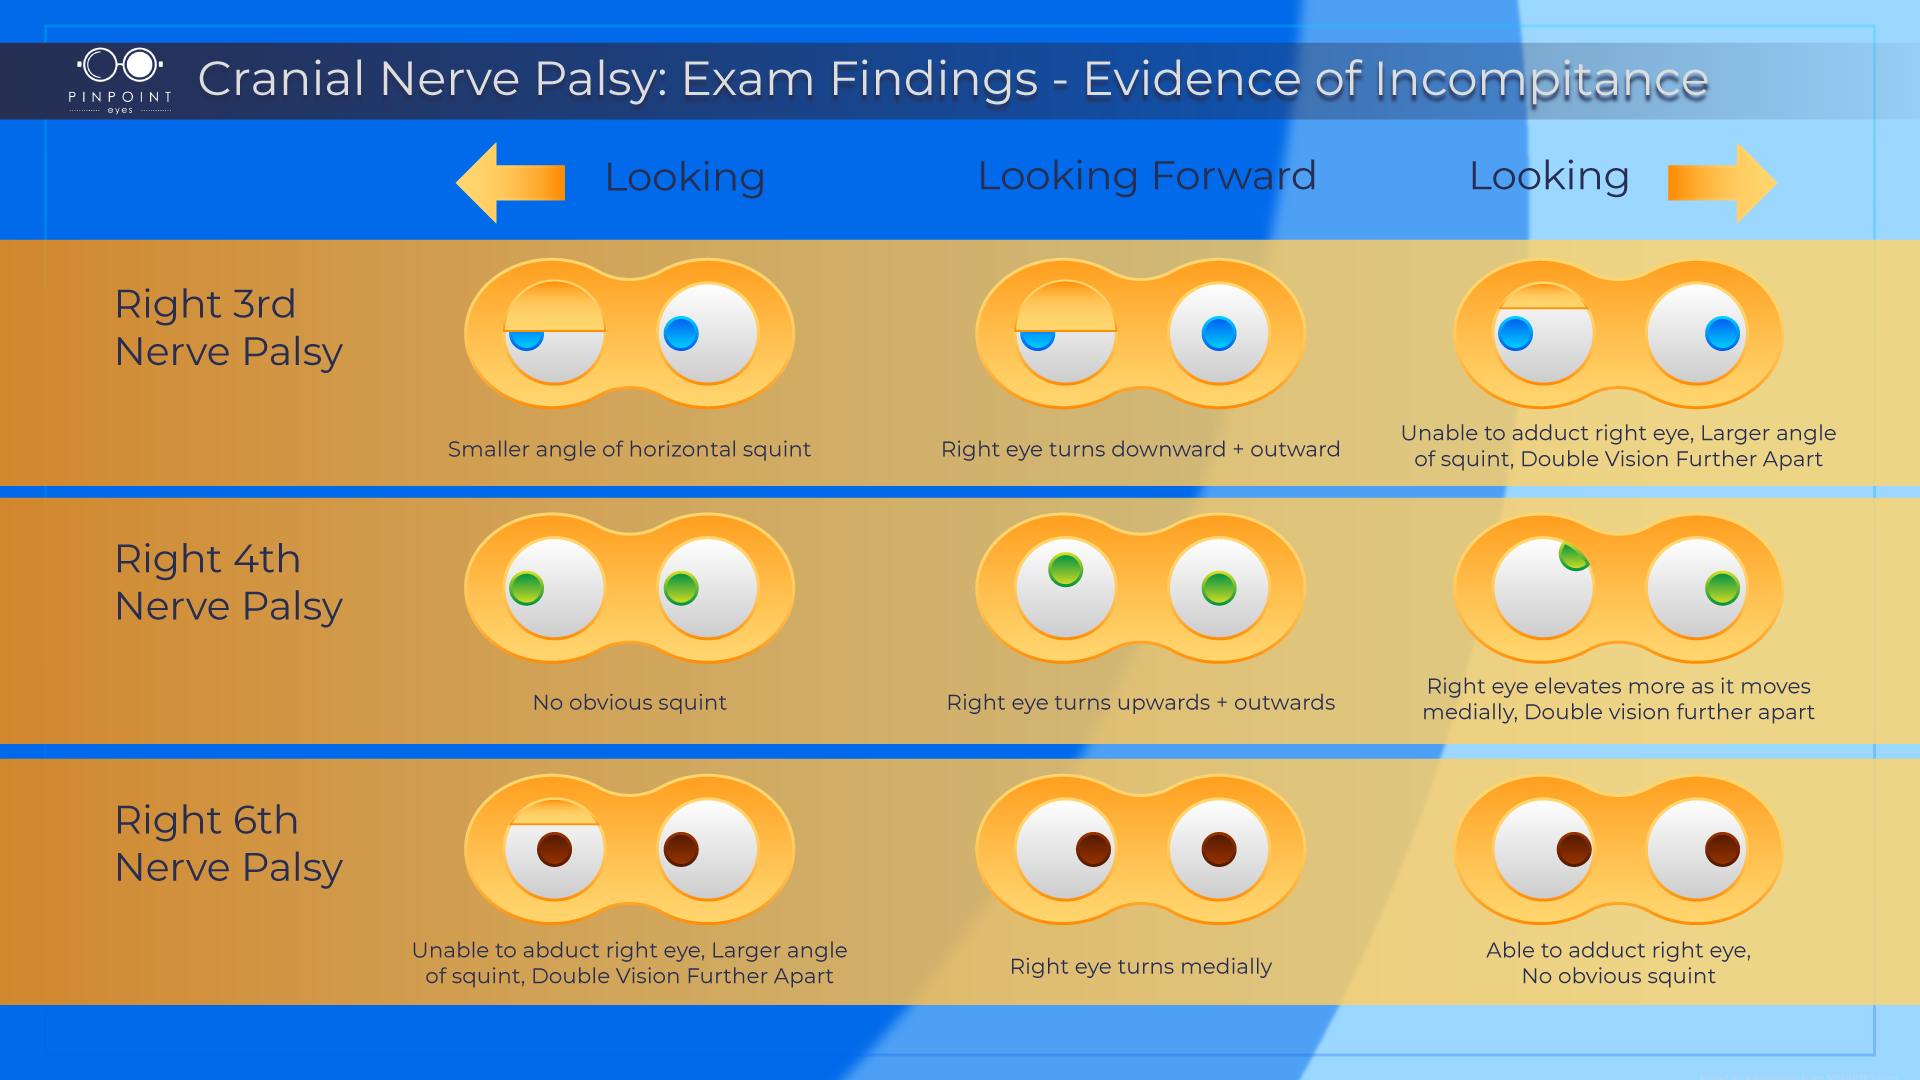 PINPOINT
eyes
Cranial Nerve Palsy: Exam Findings - Evidence of Incompitance
Looking
Looking Forward
Looking
Right 3rd
Nerve Palsy
Smaller angle of horizontal squint
Right eye turns downward + outward
Unable to adduct right eye, Larger angle
of squint, Double Vision Further Apart
Right 4th
Nerve Palsy
No obvious squint
Right eye turns upwards + outwards
Right eye elevates more as it moves
medially, Double vision further apart
Right 6th
Nerve Palsy
Unable to abduct right eye, Larger angle
of squint, Double Vision Further Apart
Right eye turns medially
Able to adduct right eye,
No obvious squint